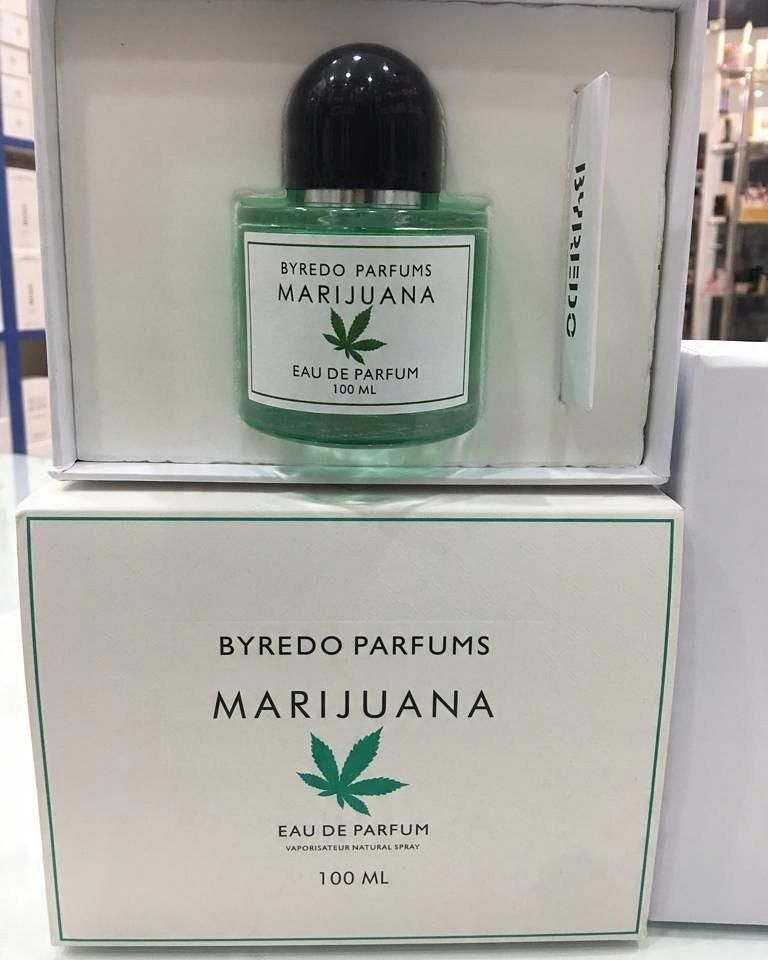 BYREDO PARFUMS
MARIJUANA
EAU DE PARFUM
100 ML
BYREDO
BYREDO PARFUMS
MARIJUANA
EAU DE PARFUM
VAPORISATEUR NATURAL SPRAY
100 ML